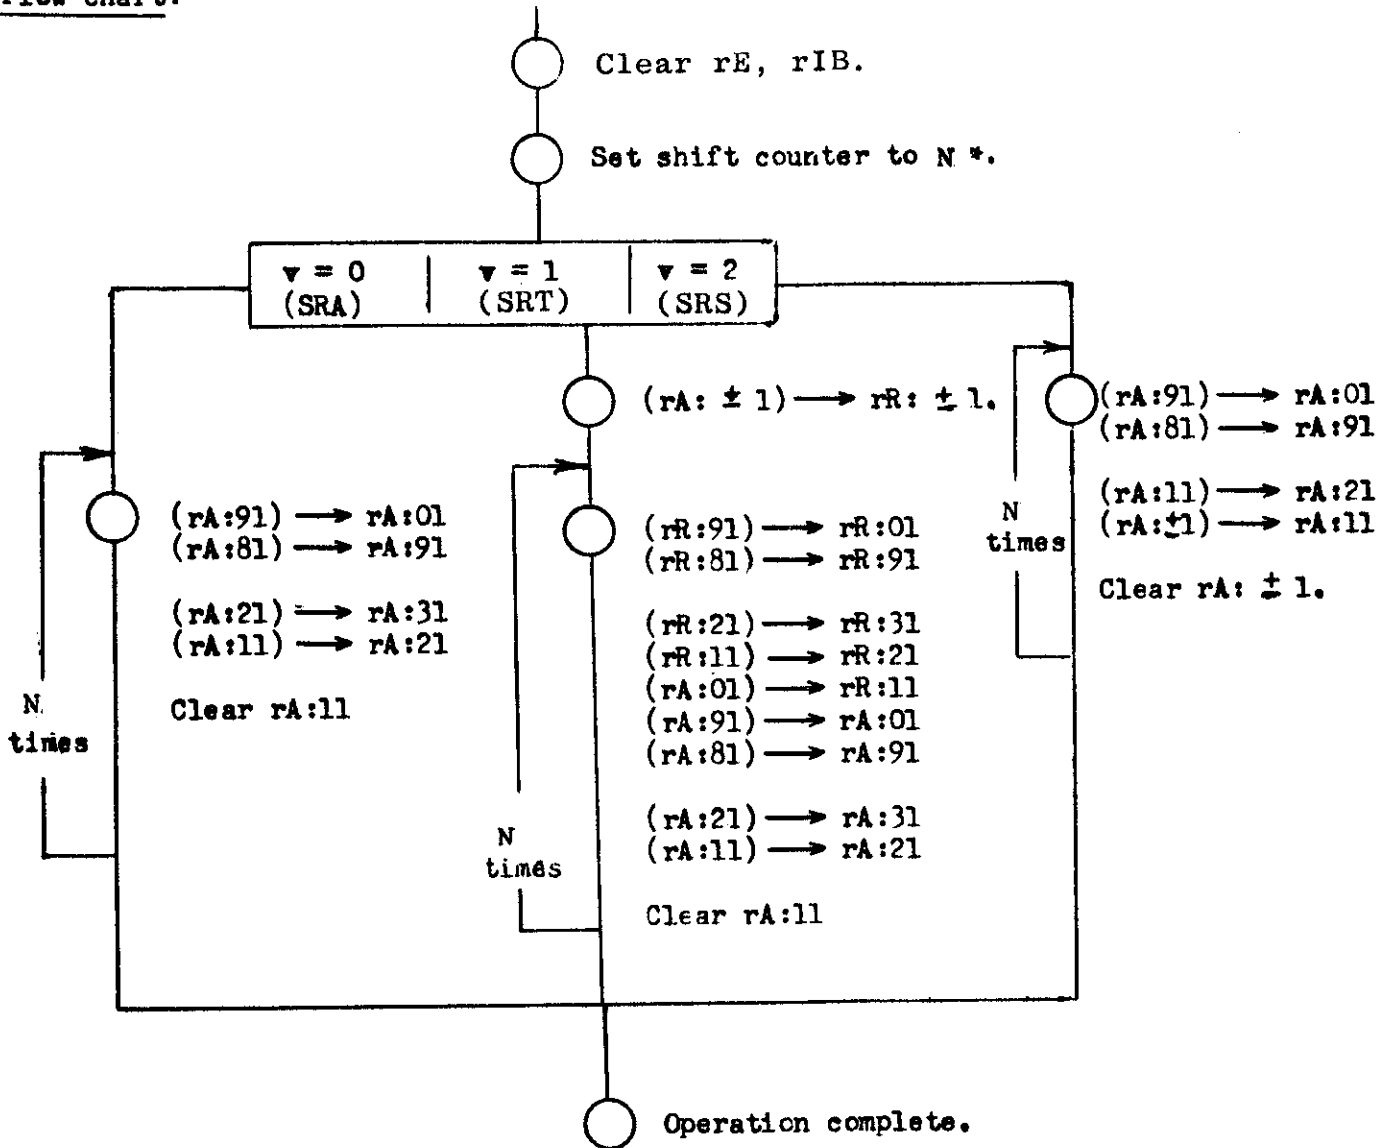 Flow Chart.
Clear rE, rIB.
Set shift counter to N *.
v = 0 | v = 1 | v = 2
(SRA) (SRT) (SRS)
(rA: ± 1) → rR: ± 1.
(rA:91) → rA:01
(rA:81) → rA:91
(rA:11) → rA:21
(rA:±1) → rA:11
Clear rA: ± 1.
N
times
(rA:91) → rA:01
(rA:81) → rA:91
(rA:21) → rA:31
(rA:11) → rA:21
Clear rA:11
N
times
(rR:91) → rR:01
(rR:81) → rR:91
(rR:21) → rR:31
(rR:11) → rR:21
(rA:01) → rR:11
(rA:91) → rA:01
(rA:81) → rA:91
(rA:21) → rA:31
(rA:11) → rA:21
Clear rA:11
N
times
Operation complete.